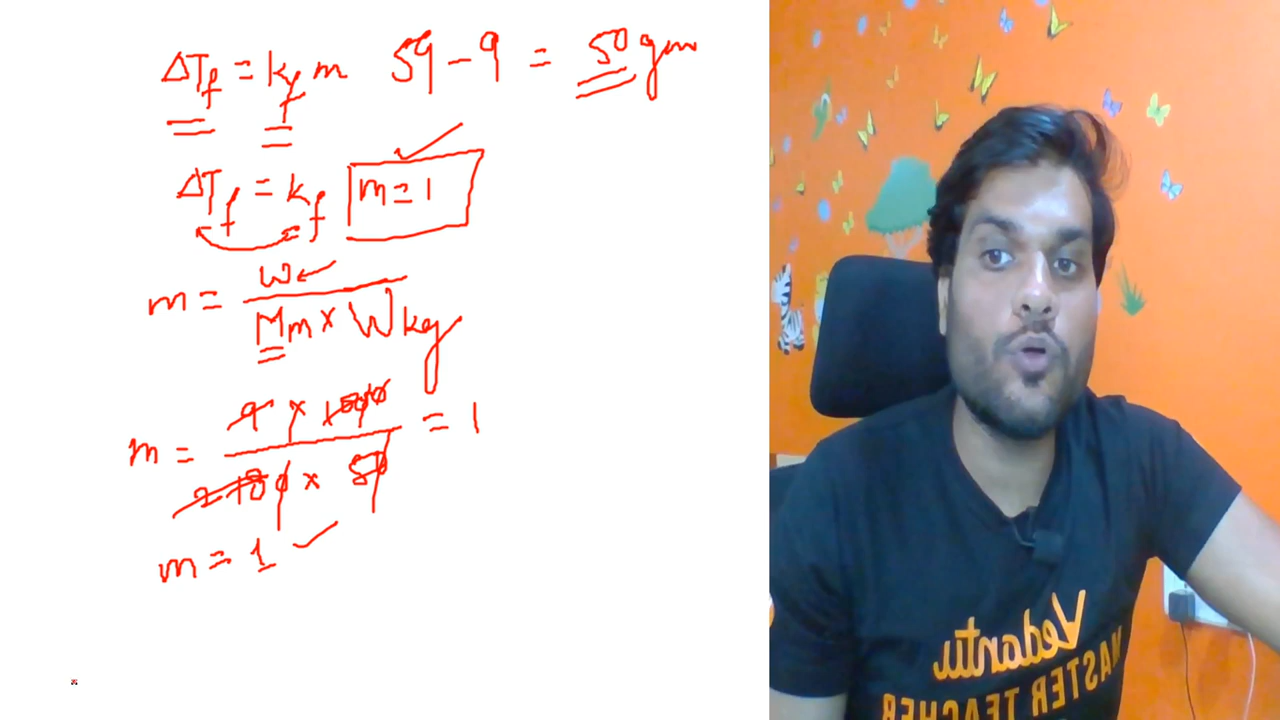 ΔTf = kf m 59 - 9 = 50 gm
ΔTf = kf m = 1
m = w / Mm × W kg
m = 9 × 1000 / 180 × 50 = 1
m = 1
Vedantu
MASTER TEACHER